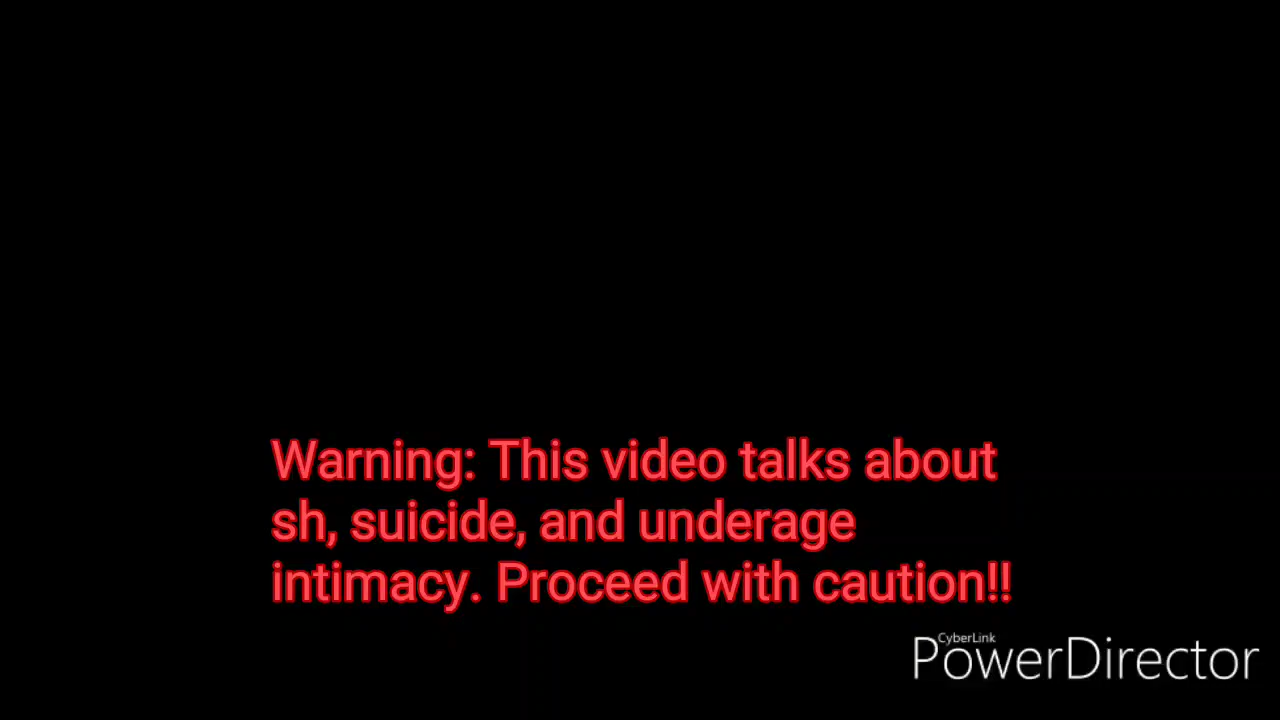 Warning: This video talks about
sh, suicide, and underage
intimacy. Proceed with caution!!
CyberLink
PowerDirector